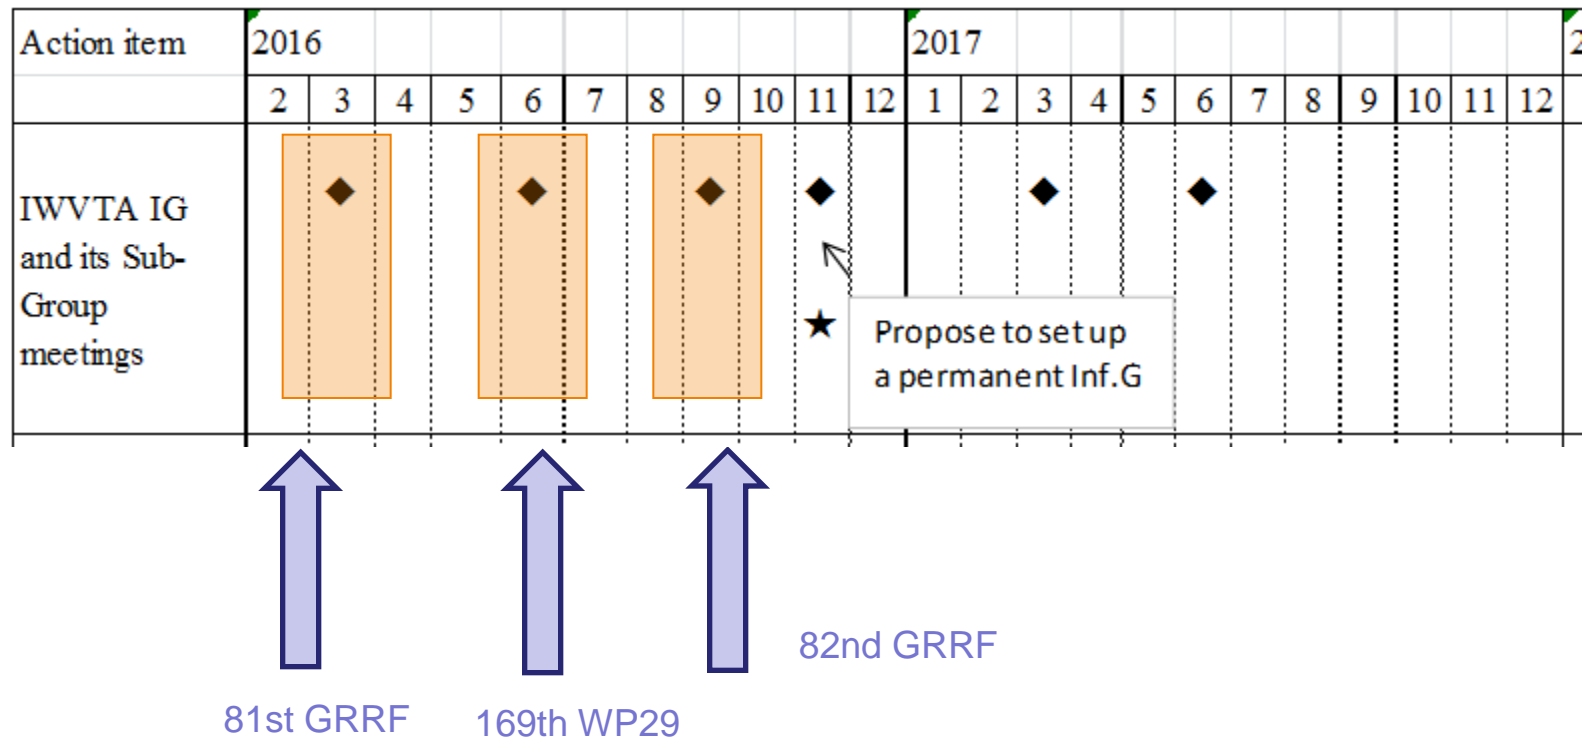 Action item 2016 2017 2
2 3 4 5 6 7 8 9 10 11 12 1 2 3 4 5 6 7 8 9 10 11 12
IWVTA IG
and its Sub-
Group
meetings
Propose to set up
a permanent Inf.G
82nd GRRF
81st GRRF
169th WP29